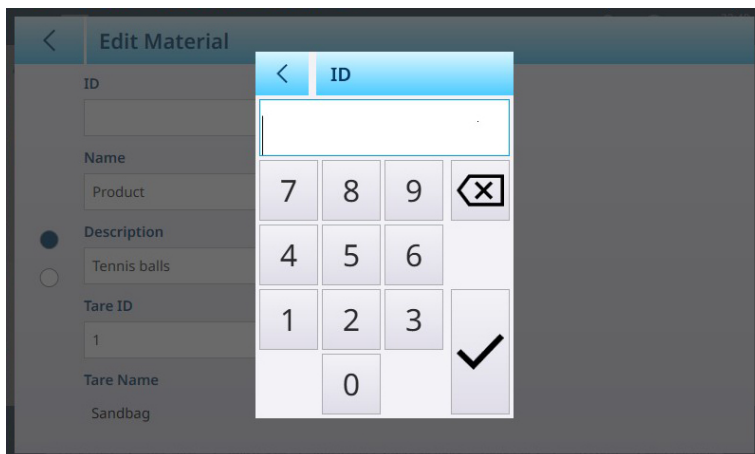 Edit Material
ID
Name
Product
Description
Tennis balls
Tare ID
1
Tare Name
Sandbag
ID
7 8 9
4 5 6
1 2 3
0